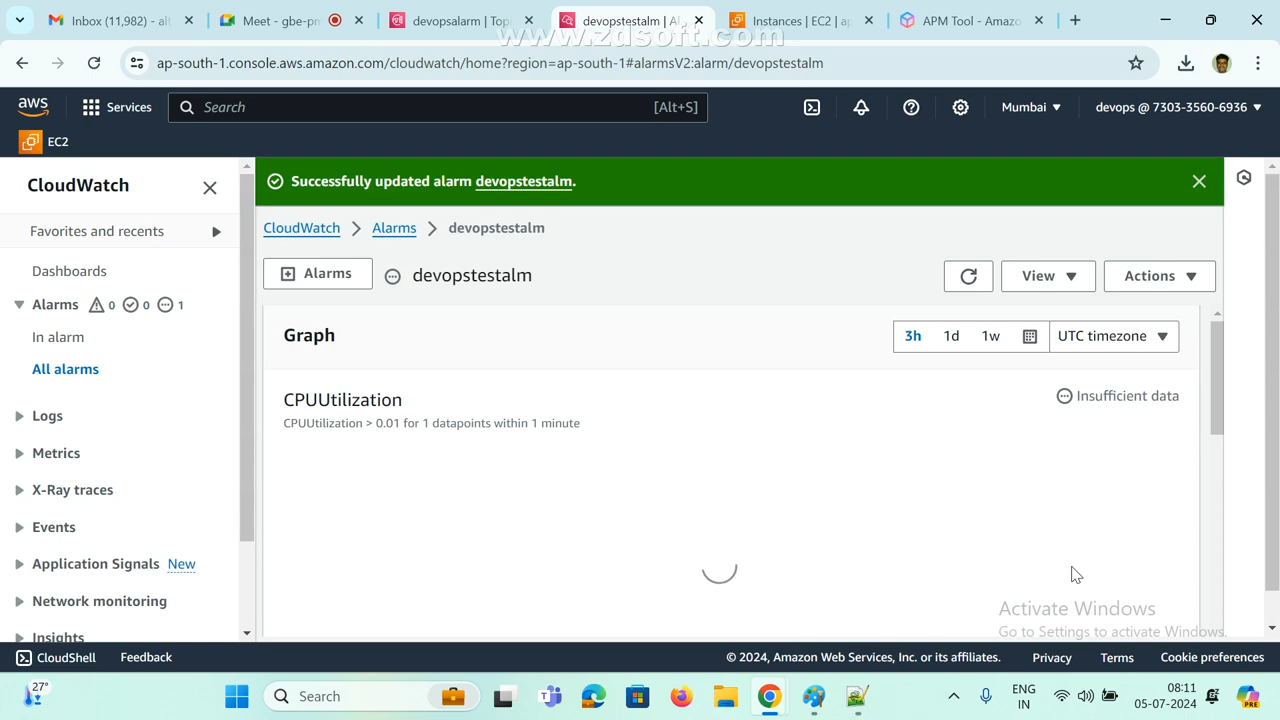 Inbox (11,982) - alt
Meet - gbe-pn
devopsalarm | Topi
devopstestalm | Al
Instances | EC2 | ap
APM Tool - Amazo
www.zdsoft.com
ap-south-1.console.aws.amazon.com/cloudwatch/home?region=ap-south-1#alarmsV2:alarm/devopstestalm
aws Services Search [Alt+S] Mumbai devops @ 7303-3560-6936
EC2
CloudWatch
Favorites and recents
Dashboards
Alarms 0 0 1
In alarm
All alarms
Logs
Metrics
X-Ray traces
Events
Application Signals New
Network monitoring
Insights
Successfully updated alarm devopstestalm.
CloudWatch > Alarms > devopstestalm
Alarms devopstestalm View Actions
Graph 3h 1d 1w UTC timezone
CPUUtilization Insufficient data
CPUUtilization > 0.01 for 1 datapoints within 1 minute
Activate Windows
Go to Settings to activate Windows.
CloudShell Feedback © 2024, Amazon Web Services, Inc. or its affiliates. Privacy Terms Cookie preferences
27° Search ENG 08:11
IN 05-07-2024
PRE